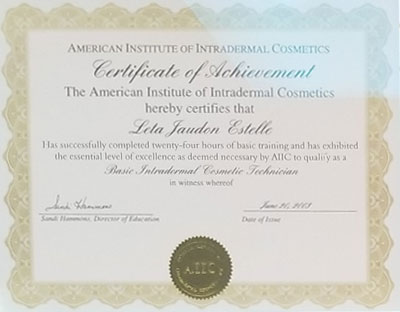 AMERICAN INSTITUTE OF INTRADERMAL COSMETICS
Certificate of Achievement
The American Institute of Intradermal Cosmetics
hereby certifies that
Leta Jaudon Estelle
Has successfully completed twenty-four hours of basic training and has exhibited
the essential level of excellence as deemed necessary by AIIC to qualify as a
Basic Intradermal Cosmetic Technician
in witness whereof
Sandi Hammons
Sandi Hammons, Director of Education
Date of Issue
A.I.I.C.